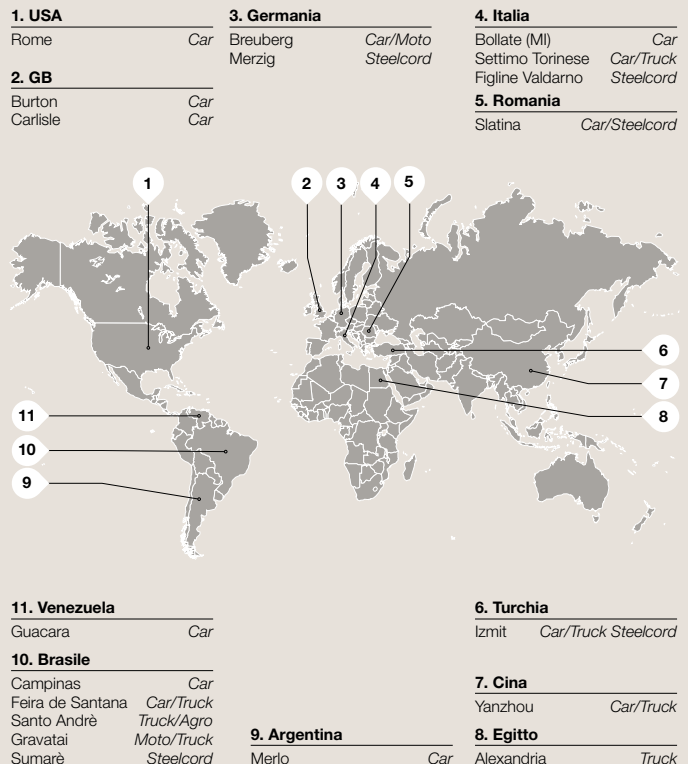 1. USA
Rome Car
2. GB
Burton Car
Carlisle Car
3. Germania
Breuberg Car/Moto
Merzig Steelcord
4. Italia
Bollate (MI) Car
Settimo Torinese Car/Truck
Figline Valdarno Steelcord
5. Romania
Slatina Car/Steelcord
1
2
3
4
5
6
7
8
11
10
9
11. Venezuela
Guacara Car
10. Brasile
Campinas Car
Feira de Santana Car/Truck
Santo Andrè Truck/Agro
Gravatai Moto/Truck
Sumarè Steelcord
9. Argentina
Merlo Car
6. Turchia
Izmit Car/Truck Steelcord
7. Cina
Yanzhou Car/Truck
8. Egitto
Alexandria Truck